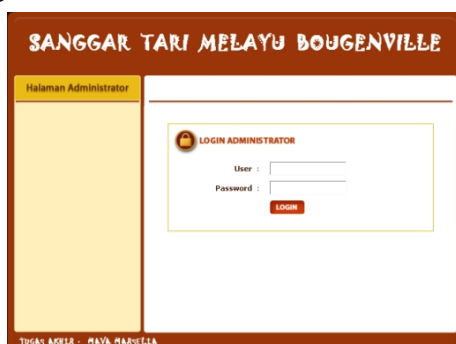 SANGGAR TARI MELAYU BOUGENVILLE
Halaman Administrator
LOGIN ADMINISTRATOR
User :
Password :
LOGIN
TUGAS AKHIR : MAYA MARSELLA